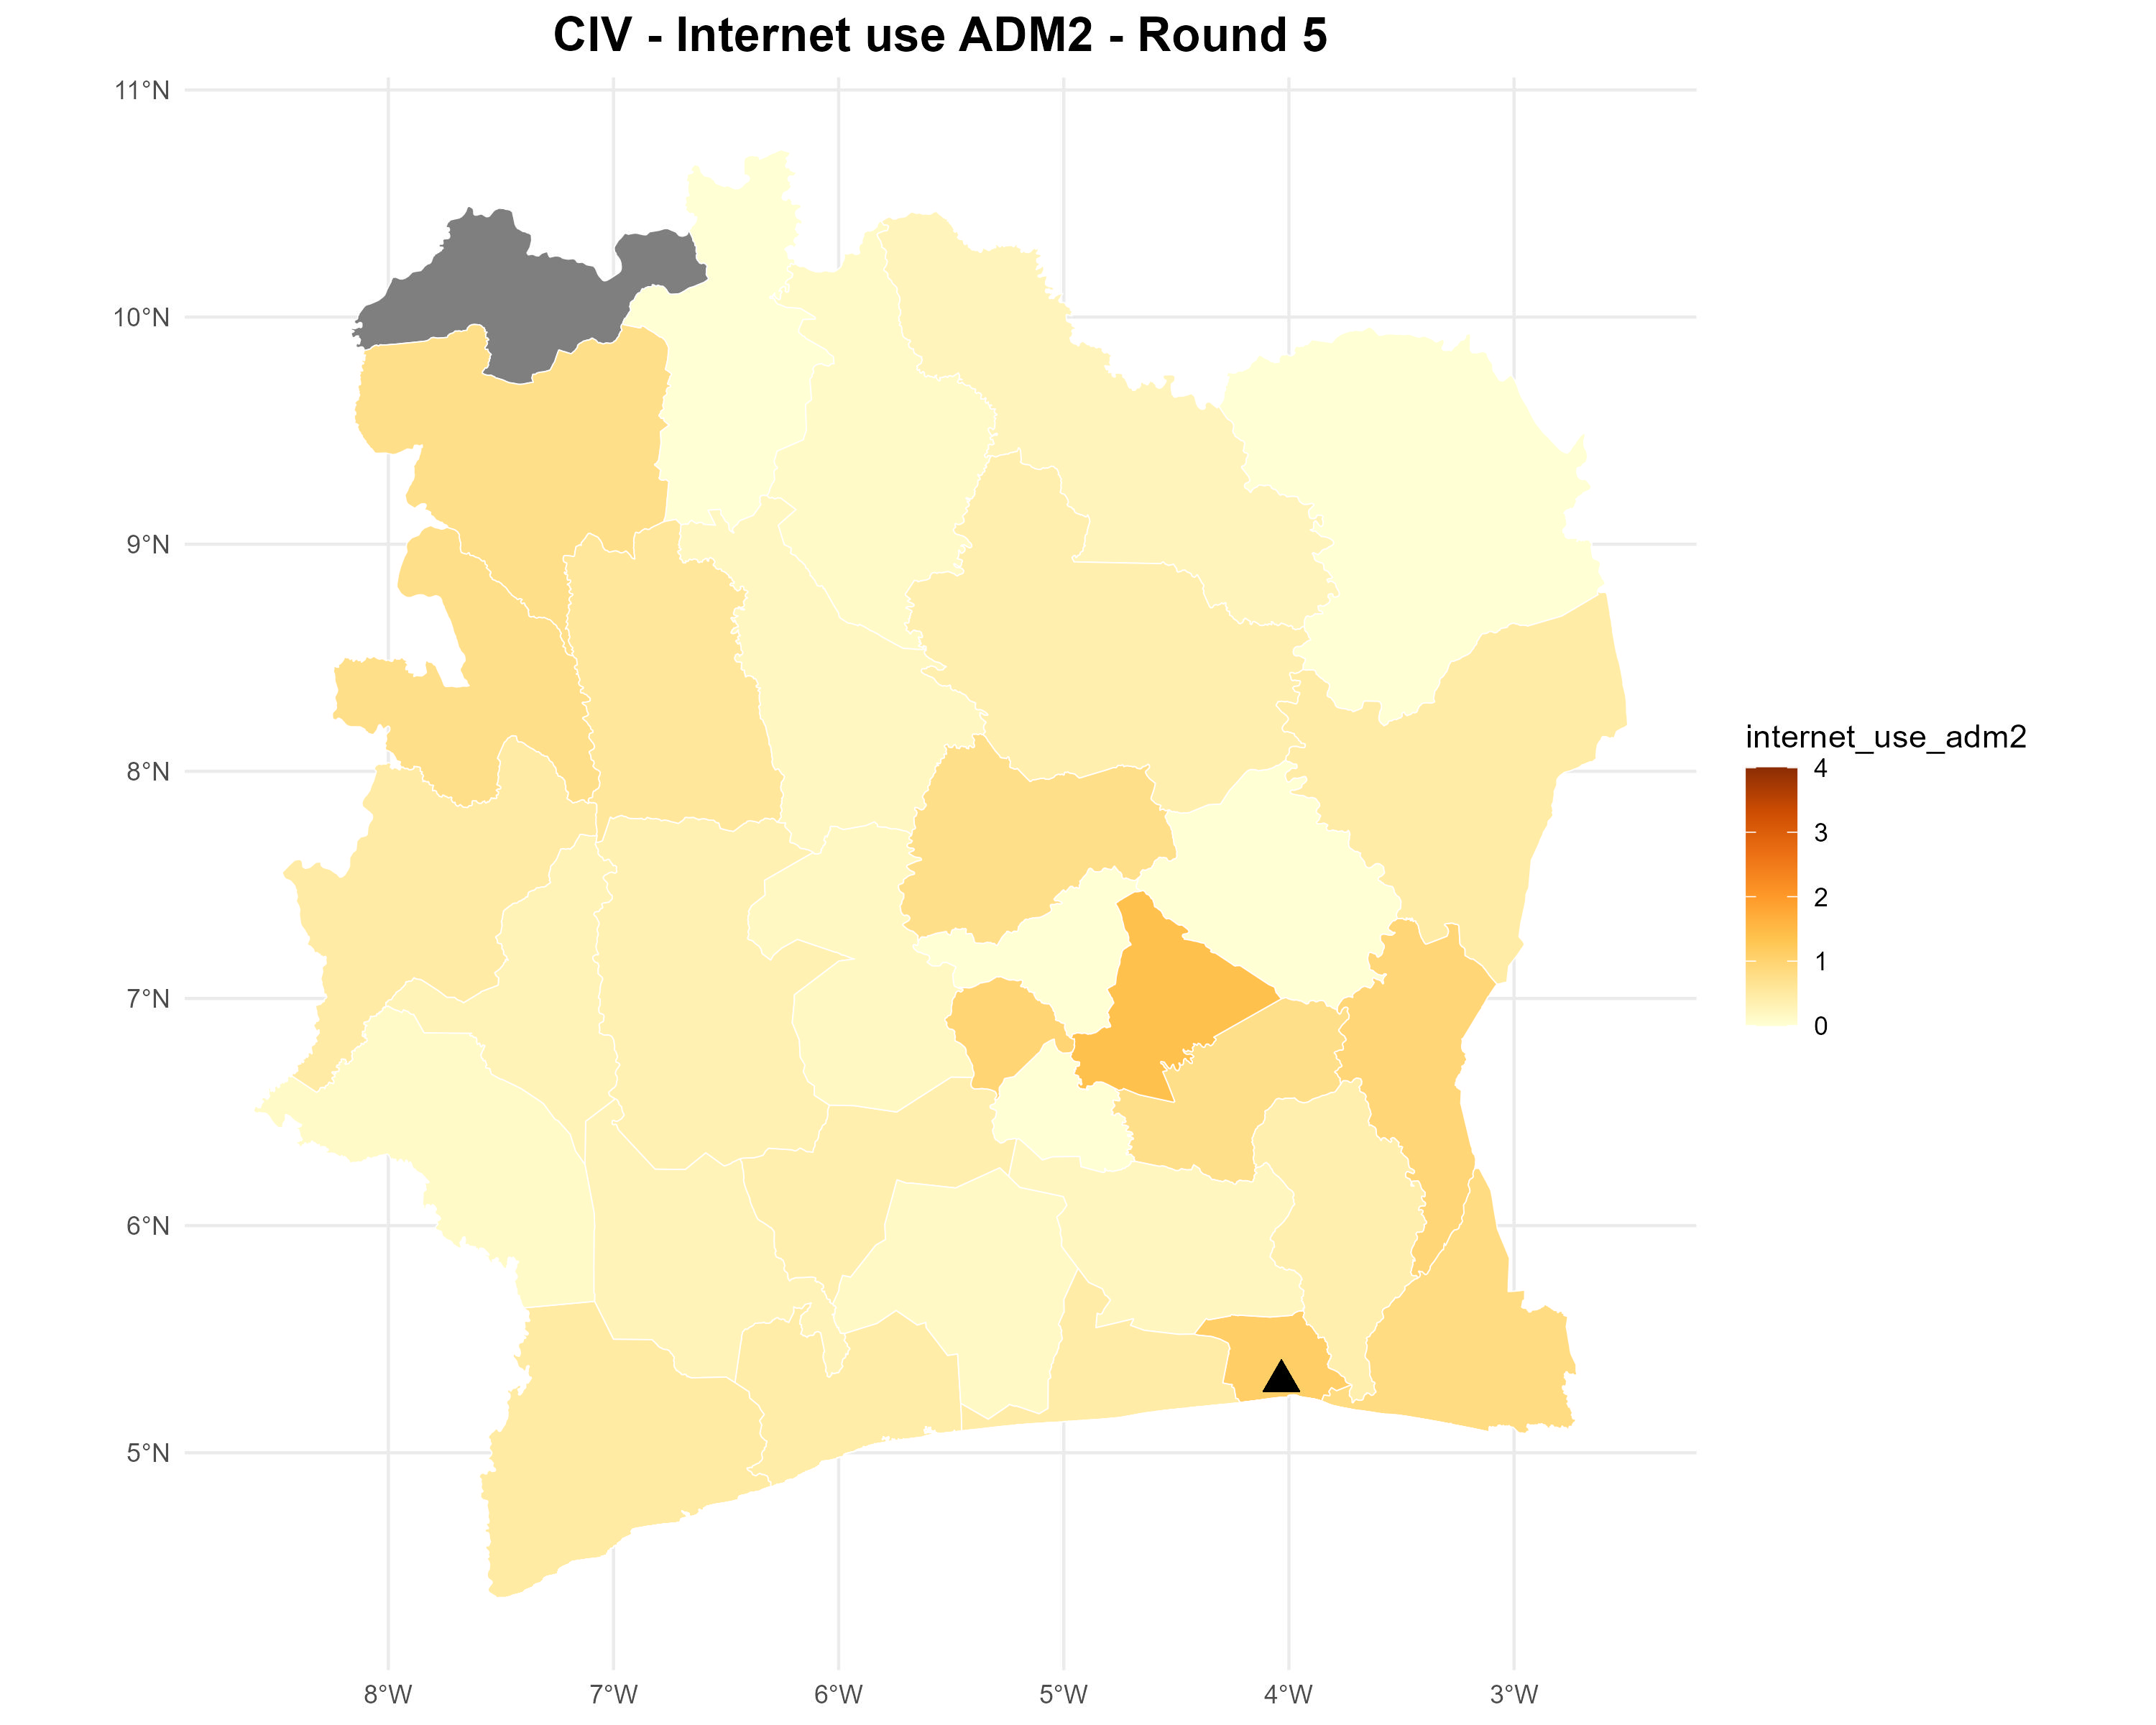 CIV - Internet use ADM2 - Round 5
11°N
10°N
9°N
8°N
7°N
6°N
5°N
8°W
7°W
6°W
5°W
4°W
3°W
internet_use_adm2
4
3
2
1
0